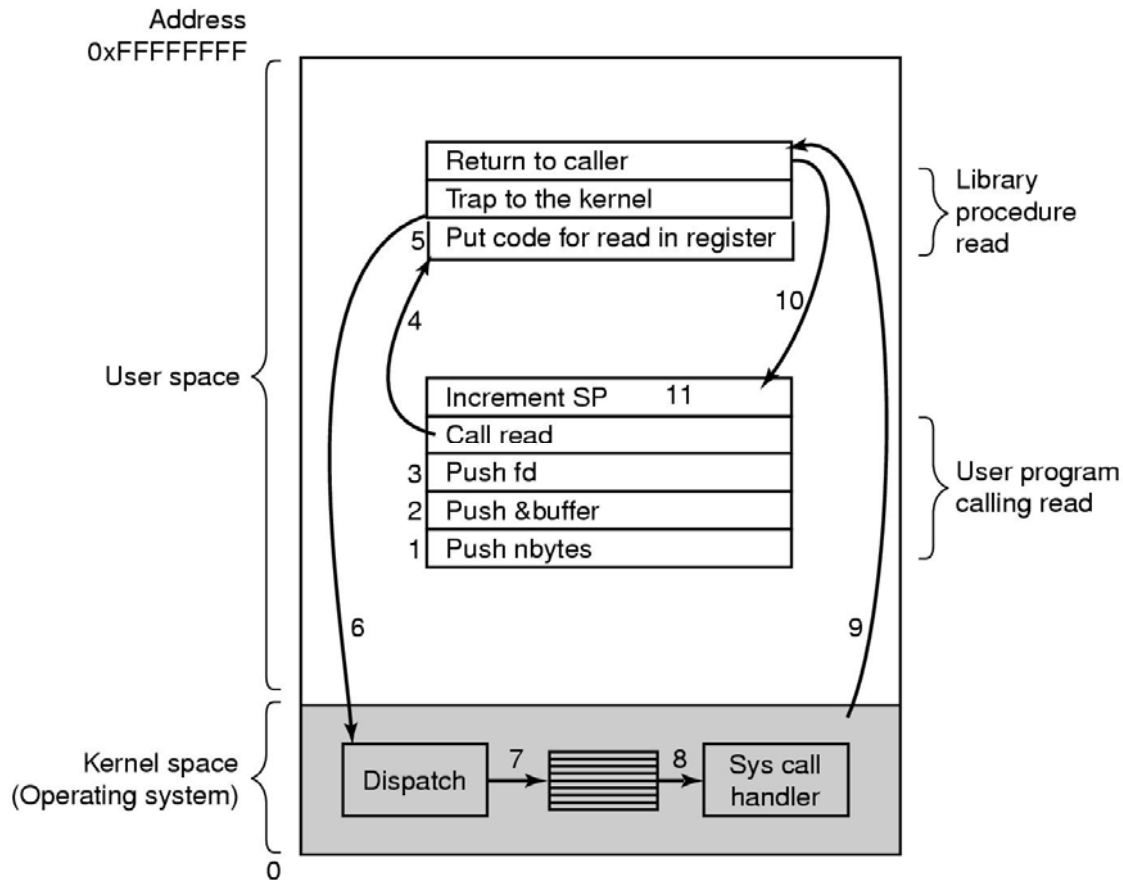 Address
0xFFFFFFFF
Return to caller
Trap to the kernel
5 Put code for read in register
Library
procedure
read
4
10
User space
Increment SP 11
Call read
3 Push fd
2 Push &buffer
1 Push nbytes
User program
calling read
6
9
Kernel space
(Operating system)
Dispatch
7
8
Sys call
handler
0